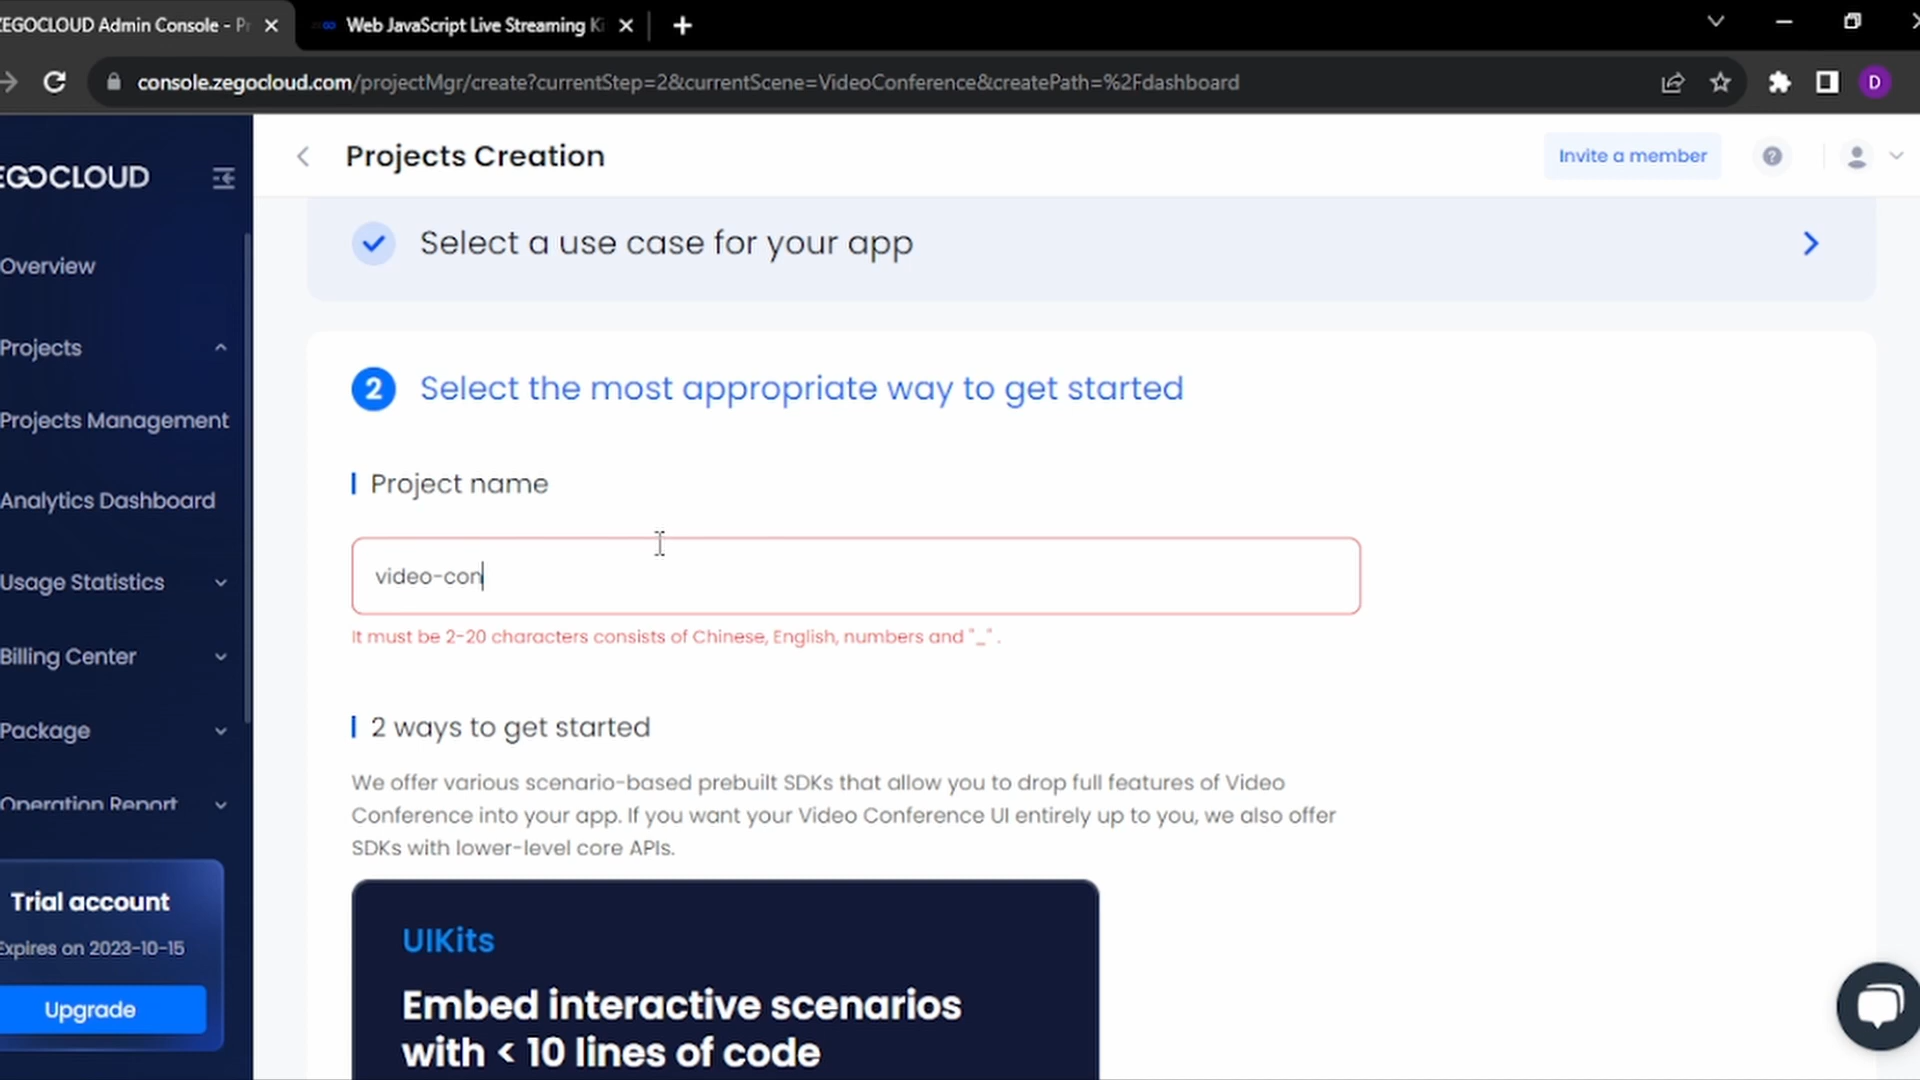 ZEGOCLOUD Admin Console - Pr
Web JavaScript Live Streaming Ki
console.zegocloud.com/projectMgr/create?currentStep=2&currentScene=VideoConference&createPath=%2Fdashboard
D
EGOCLOUD
Projects Creation
Invite a member
?
Overview
Projects
Projects Management
Analytics Dashboard
Usage Statistics
Billing Center
Package
Operation Report
Trial account
Expires on 2023-10-15
Upgrade
Select a use case for your app
2 Select the most appropriate way to get started
Project name
video-con
It must be 2-20 characters consists of Chinese, English, numbers and "_" .
2 ways to get started
We offer various scenario-based prebuilt SDKs that allow you to drop full features of Video
Conference into your app. If you want your Video Conference UI entirely up to you, we also offer
SDKs with lower-level core APIs.
UIKits
Embed interactive scenarios
with < 10 lines of code